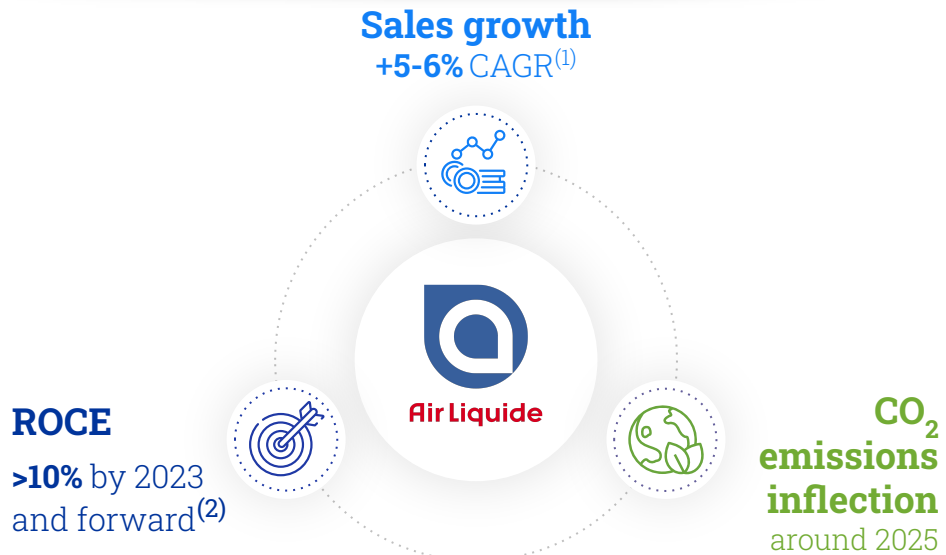 Sales growth
+5-6% CAGR(1)
Air Liquide
ROCE
>10% by 2023
and forward(2)
CO2
emissions
inflection
around 2025